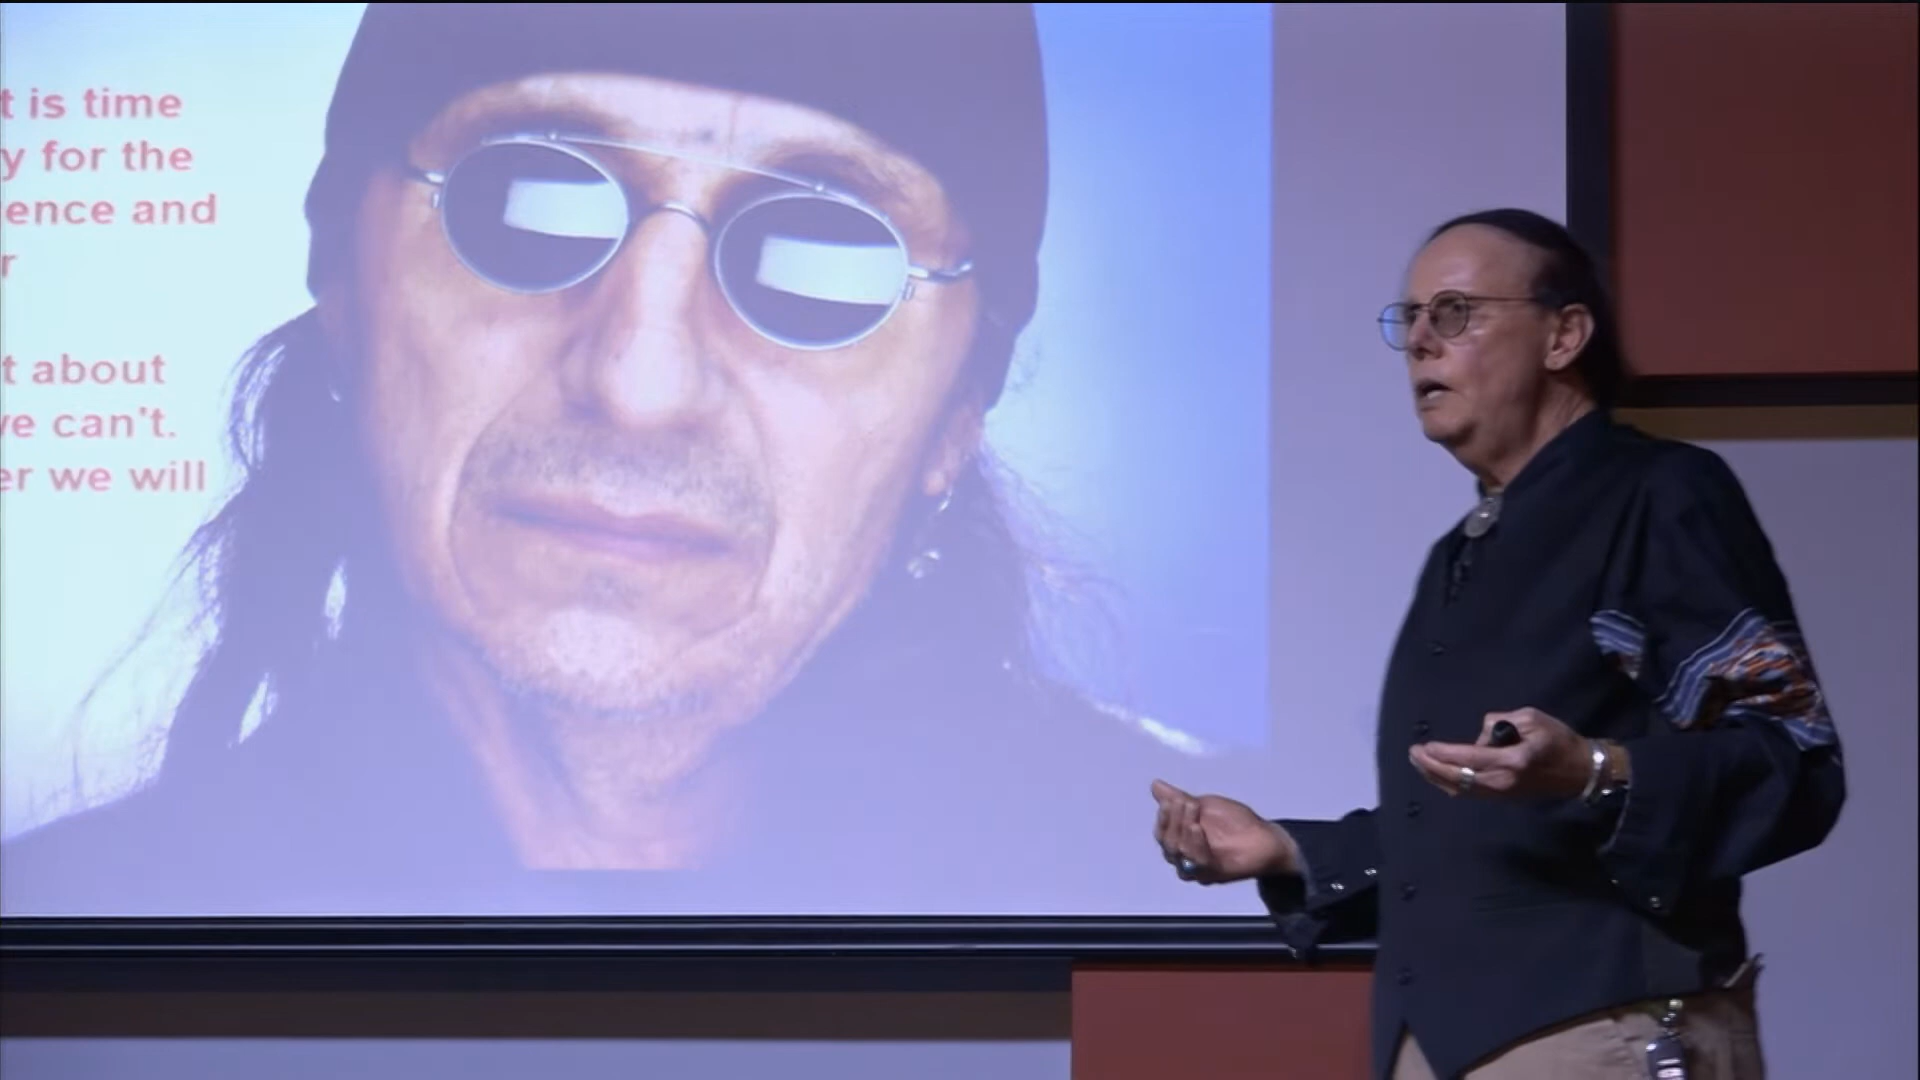 t is time
y for the
ence and
r
t about
ve can't.
er we will